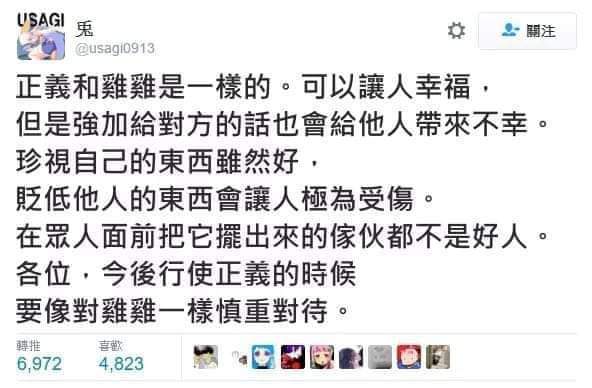 USAGI
兎
@usagi0913
關注
正義和雞雞是一樣的。可以讓人幸福，
但是強加給對方的話也會給他人帶來不幸。
珍視自己的東西雖然好，
貶低他人的東西會讓人極為受傷。
在眾人面前把它擺出來的傢伙都不是好人。
各位，今後行使正義的時候
要像對雞雞一樣慎重對待。
轉推 喜歡
6,972 4,823